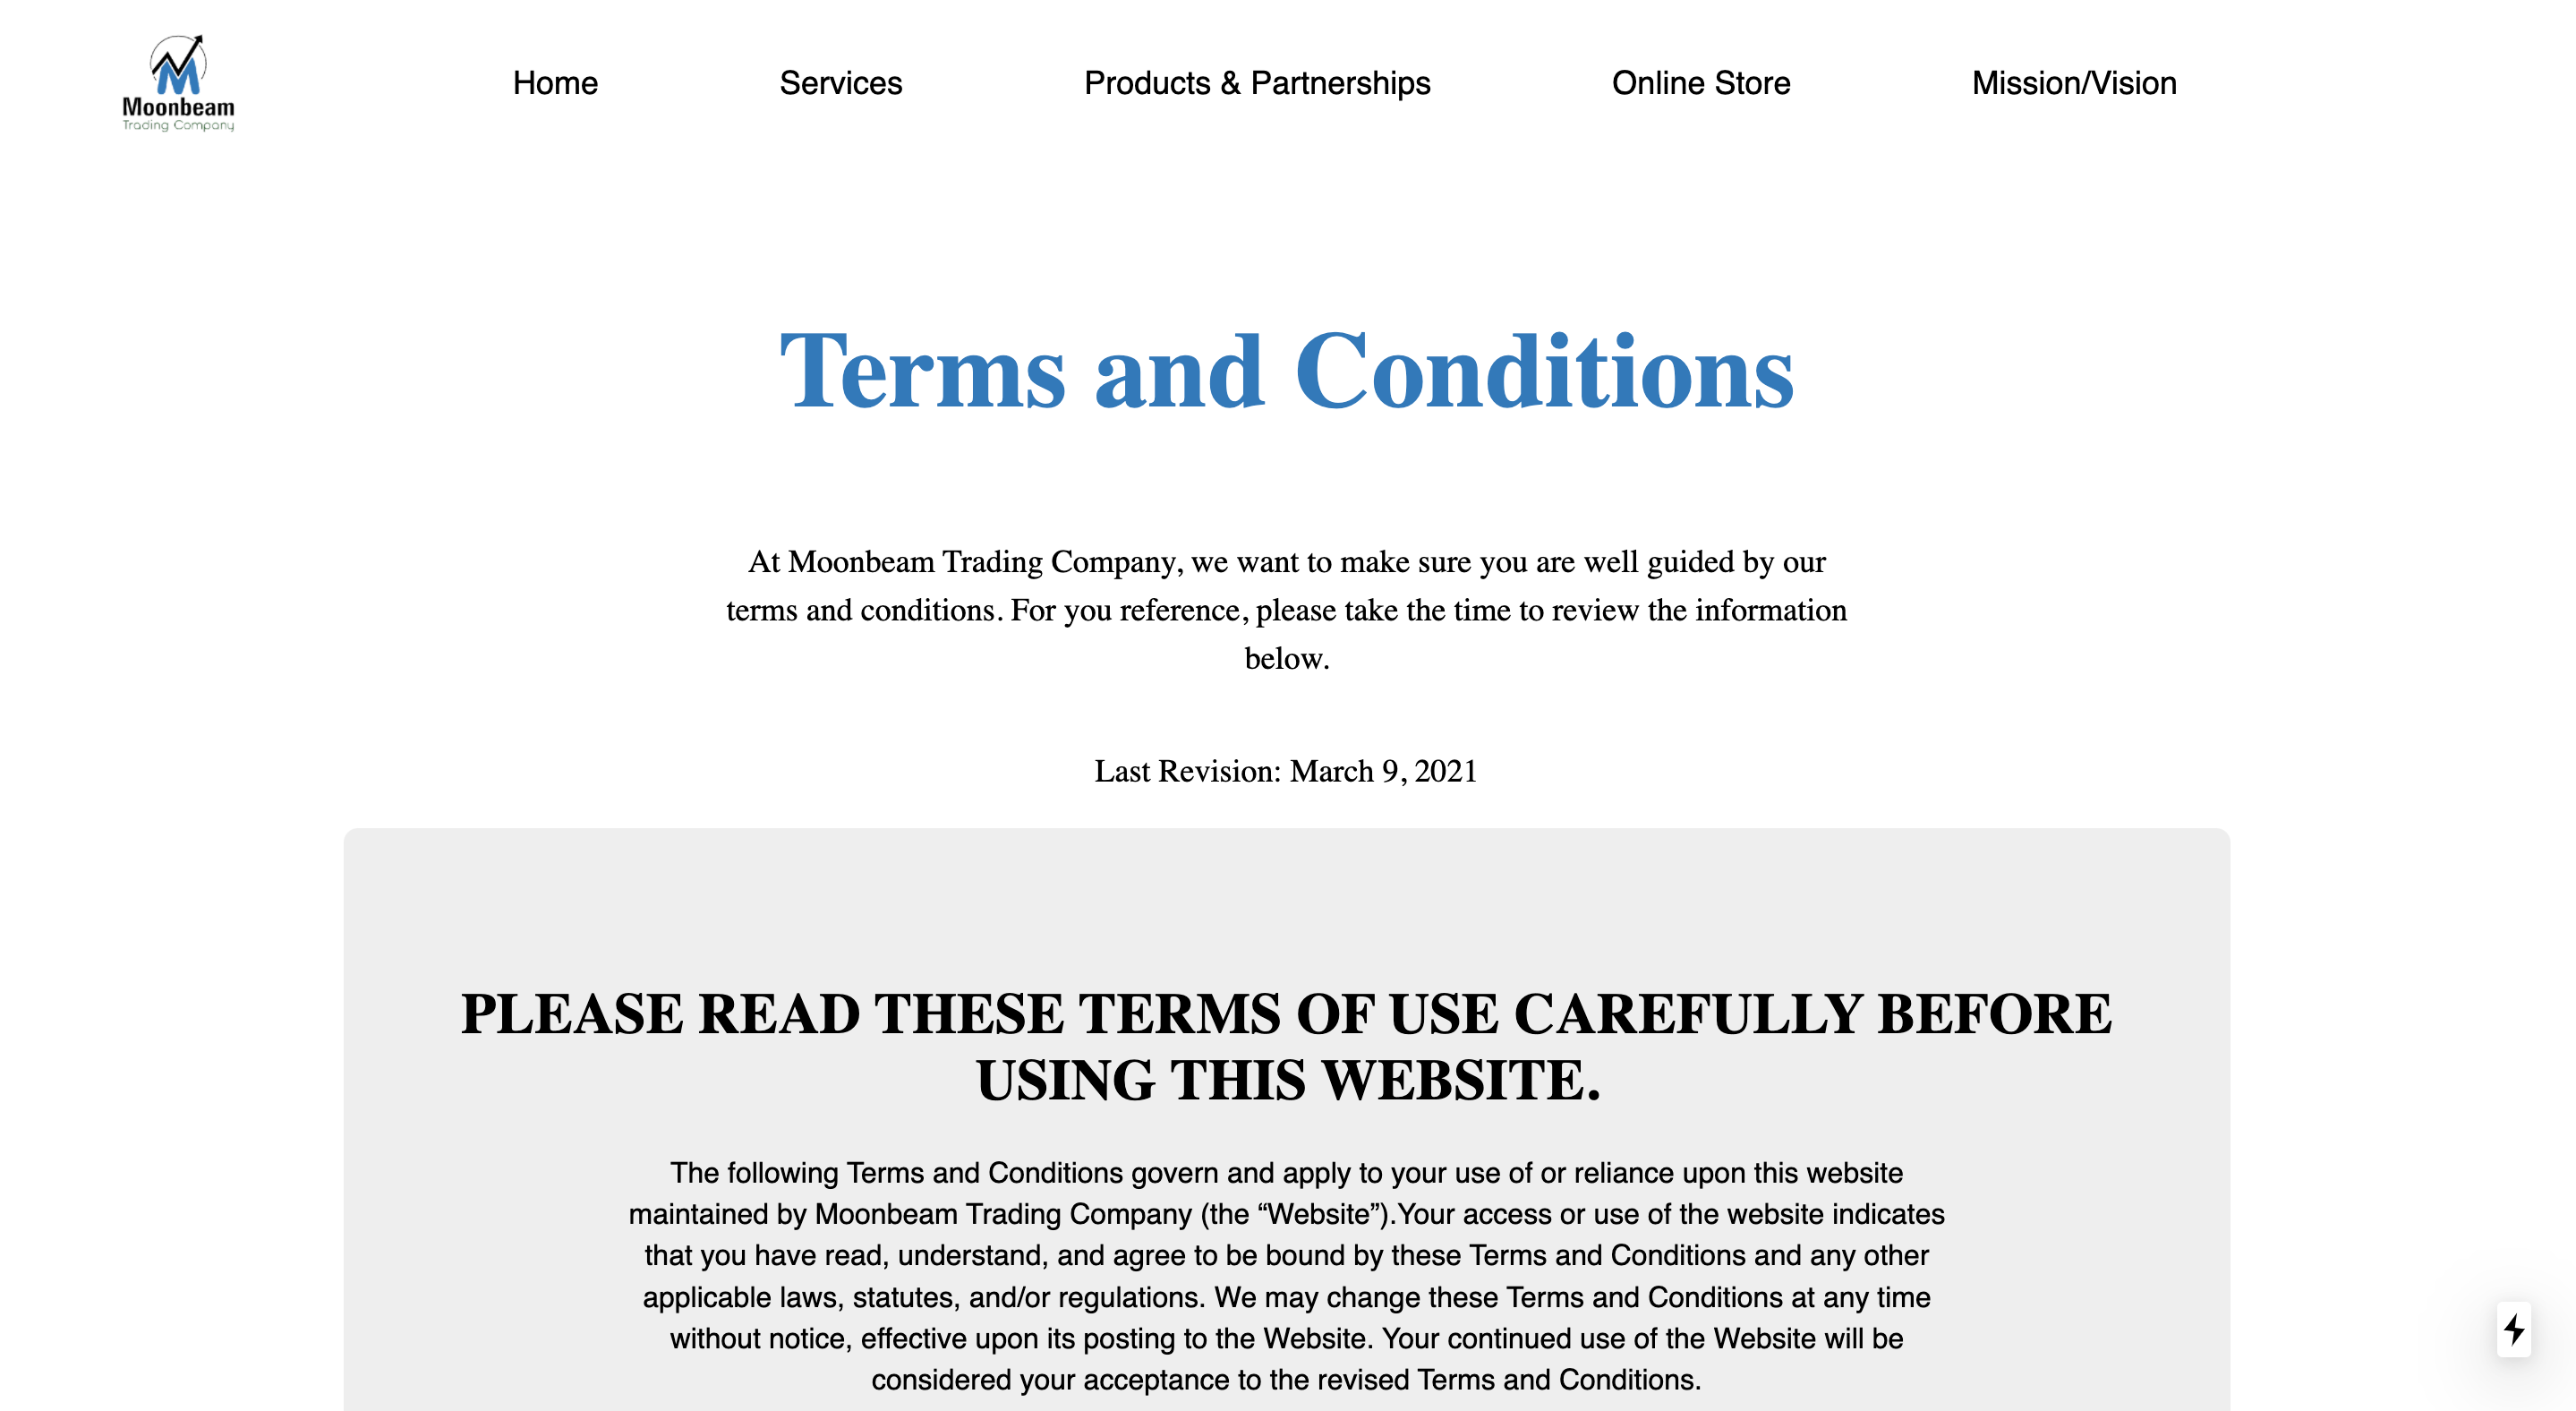 Moonbeam
Trading Company
Home
Services
Products & Partnerships
Online Store
Mission/Vision
Terms and Conditions
At Moonbeam Trading Company, we want to make sure you are well guided by our
terms and conditions. For you reference, please take the time to review the information
below.
Last Revision: March 9, 2021
PLEASE READ THESE TERMS OF USE CAREFULLY BEFORE
USING THIS WEBSITE.
The following Terms and Conditions govern and apply to your use of or reliance upon this website
maintained by Moonbeam Trading Company (the “Website”).Your access or use of the website indicates
that you have read, understand, and agree to be bound by these Terms and Conditions and any other
applicable laws, statutes, and/or regulations. We may change these Terms and Conditions at any time
without notice, effective upon its posting to the Website. Your continued use of the Website will be
considered your acceptance to the revised Terms and Conditions.